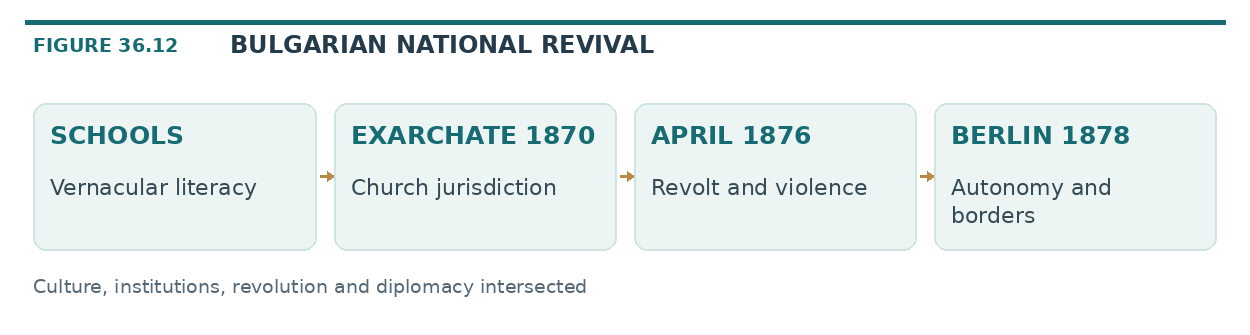 FIGURE 36.12 BULGARIAN NATIONAL REVIVAL
SCHOOLS
Vernacular literacy
EXARCHATE 1870
Church jurisdiction
APRIL 1876
Revolt and violence
BERLIN 1878
Autonomy and
borders
Culture, institutions, revolution and diplomacy intersected